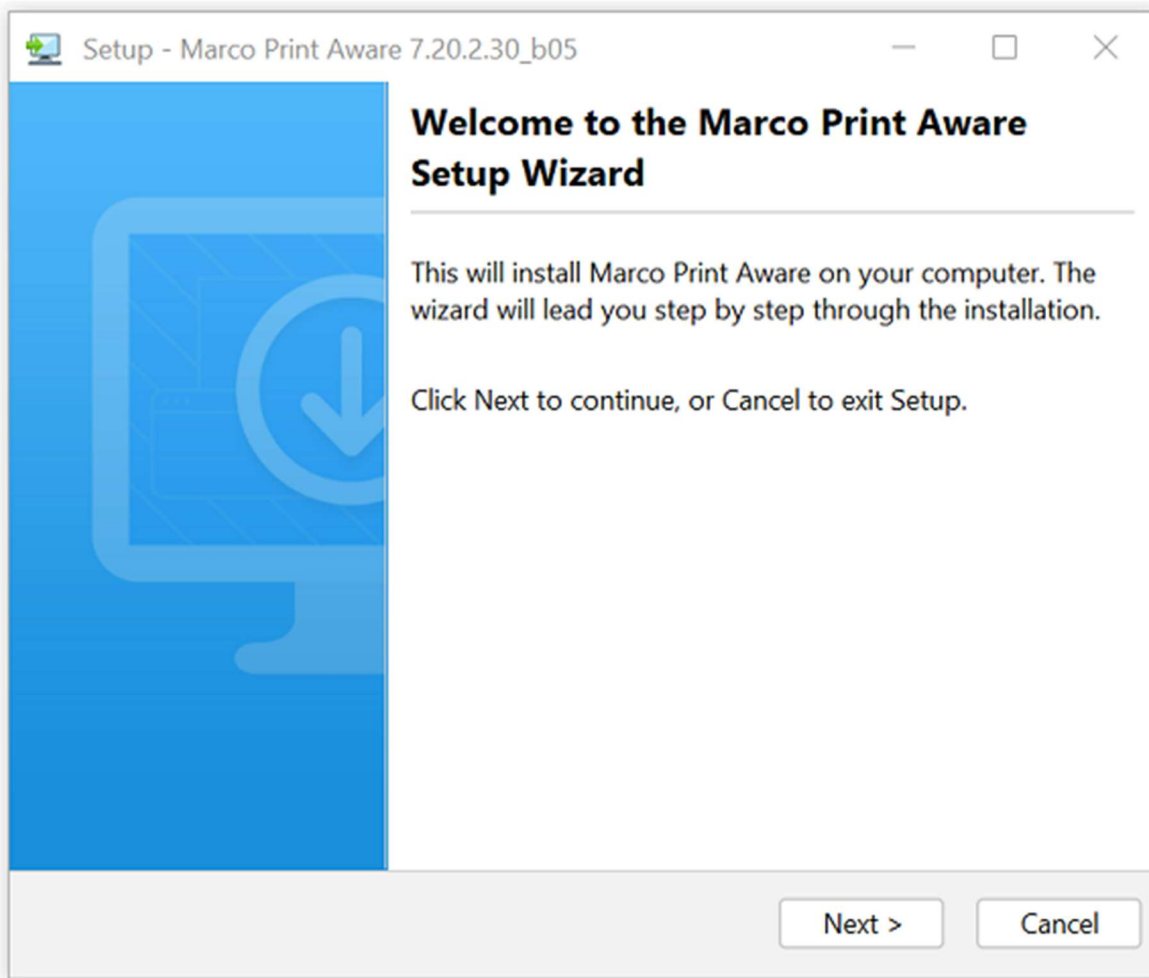 Setup - Marco Print Aware 7.20.2.30_b05
Welcome to the Marco Print Aware
Setup Wizard
This will install Marco Print Aware on your computer. The
wizard will lead you step by step through the installation.
Click Next to continue, or Cancel to exit Setup.
Next >
Cancel